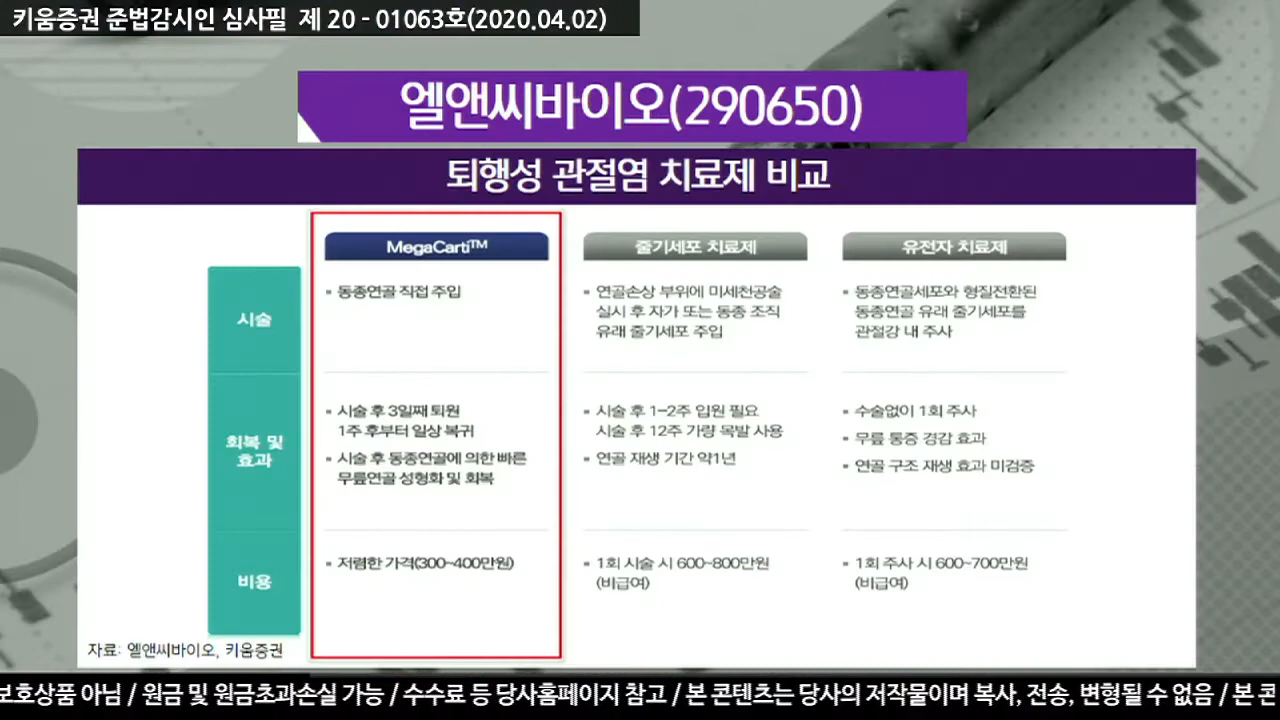 키움증권 준법감시인 심사필 제 20 - 01063호(2020.04.02)
엘앤씨바이오(290650)
퇴행성 관절염 치료제 비교
MegaCarti™
줄기세포 치료제
유전자 치료제
시술
▪ 동종연골 직접 주입
▪ 연골손상 부위에 미세천공술
실시 후 자가 또는 동종 조직
유래 줄기세포 주입
▪ 동종연골세포와 형질전환된
동종연골 유래 줄기세포를
관절강 내 주사
회복 및
효과
▪ 시술 후 3일째 퇴원
1주 후부터 일상 복귀
▪ 시술 후 동종연골에 의한 빠른
무릎연골 성형화 및 회복
▪ 시술 후 1-2주 입원 필요
시술 후 12주 가량 목발 사용
▪ 연골 재생 기간 약1년
▪ 수술없이 1회 주사
▪ 무릎 통증 경감 효과
▪ 연골 구조 재생 효과 미검증
비용
▪ 저렴한 가격(300~400만원)
▪ 1회 시술 시 600~800만원
(비급여)
▪ 1회 주사 시 600~700만원
(비급여)
자료: 엘앤씨바이오, 키움증권
보호상품 아님 / 원금 및 원금초과손실 가능 / 수수료 등 당사홈페이지 참고 / 본 콘텐츠는 당사의 저작물이며 복사, 전송, 변형될 수 없음 / 본 콘